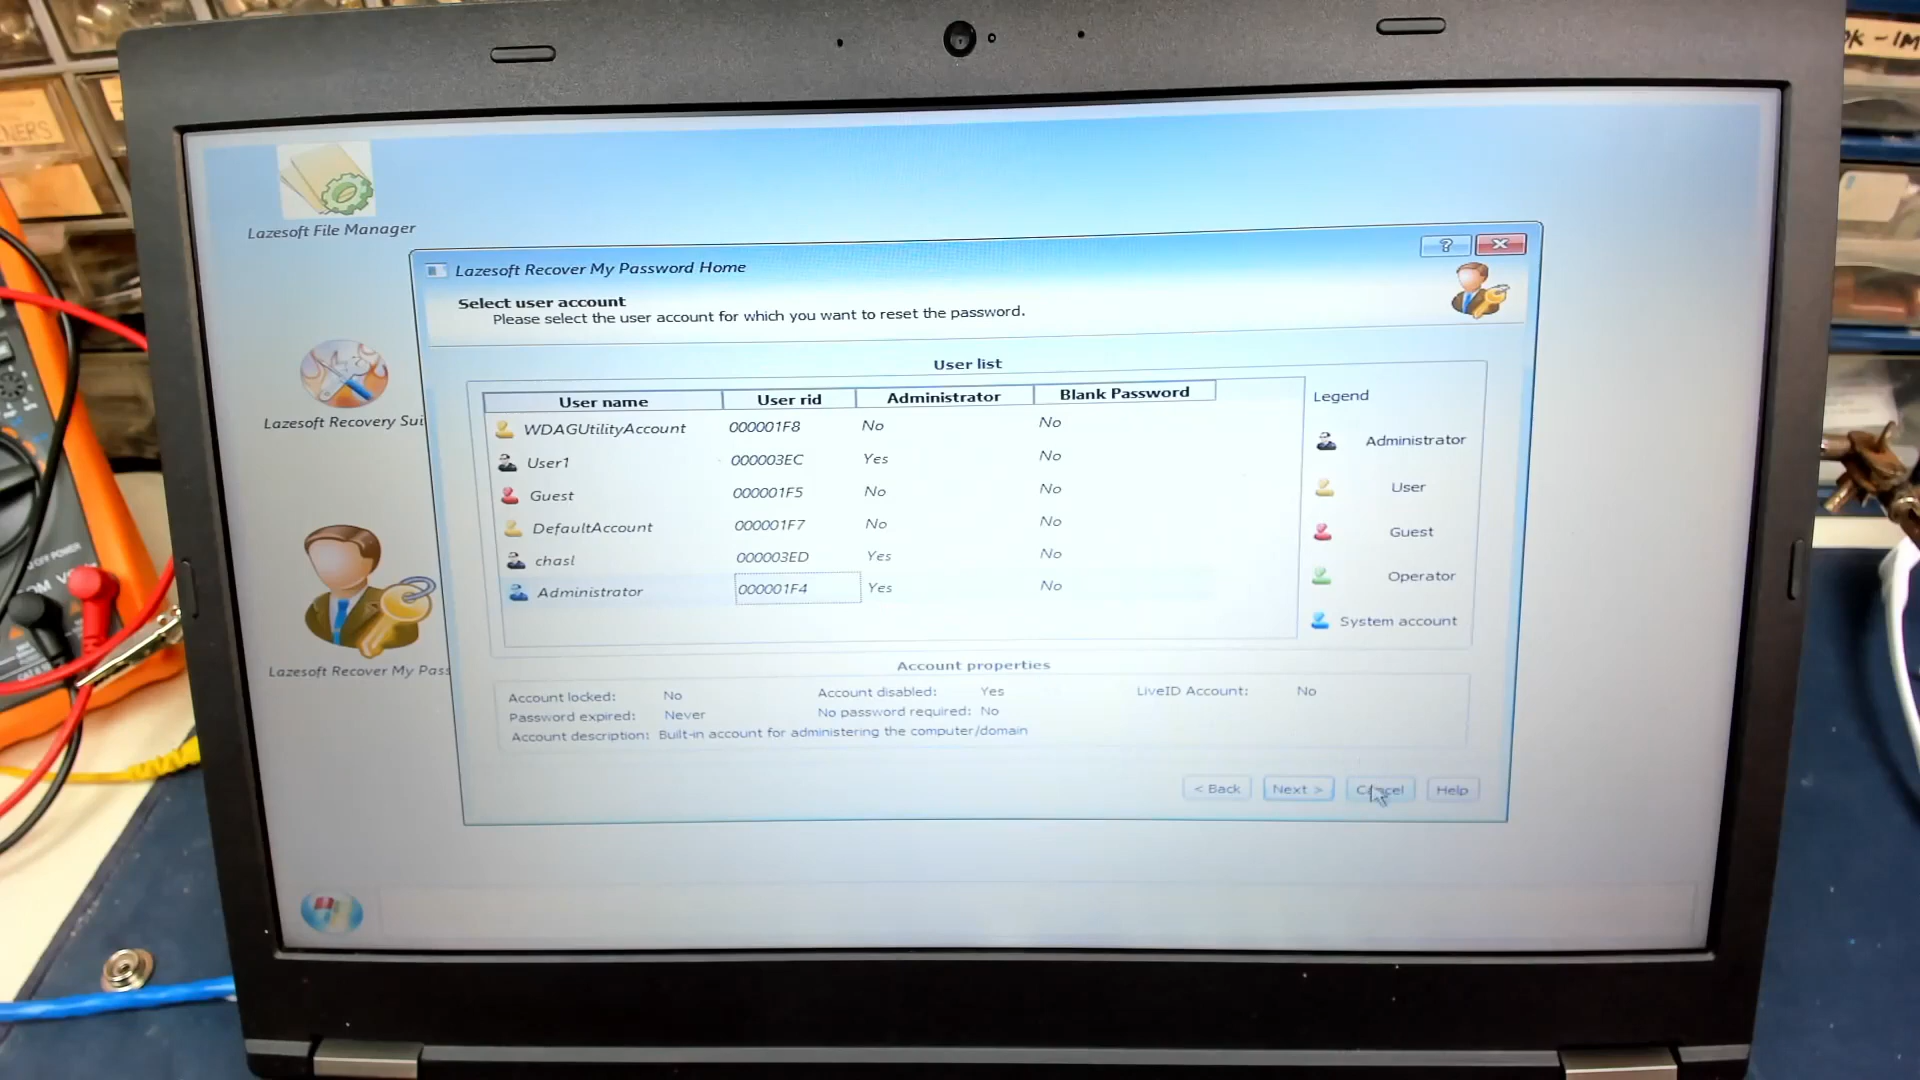 Lazesoft File Manager
Lazesoft Recovery Sui
Lazesoft Recover My Pass
Lazesoft Recover My Password Home
?
X
Select user account
Please select the user account for which you want to reset the password.
User list
User name User rid Administrator Blank Password
WDAGUtilityAccount 000001F8 No No
User1 000003EC Yes No
Guest 000001F5 No No
DefaultAccount 000001F7 No No
chasl 000003ED Yes No
Administrator 000001F4 Yes No
Legend
Administrator
User
Guest
Operator
System account
Account properties
Account locked: No Account disabled: Yes LiveID Account: No
Password expired: Never No password required: No
Account description: Built-in account for administering the computer/domain
< Back Next > Cancel Help